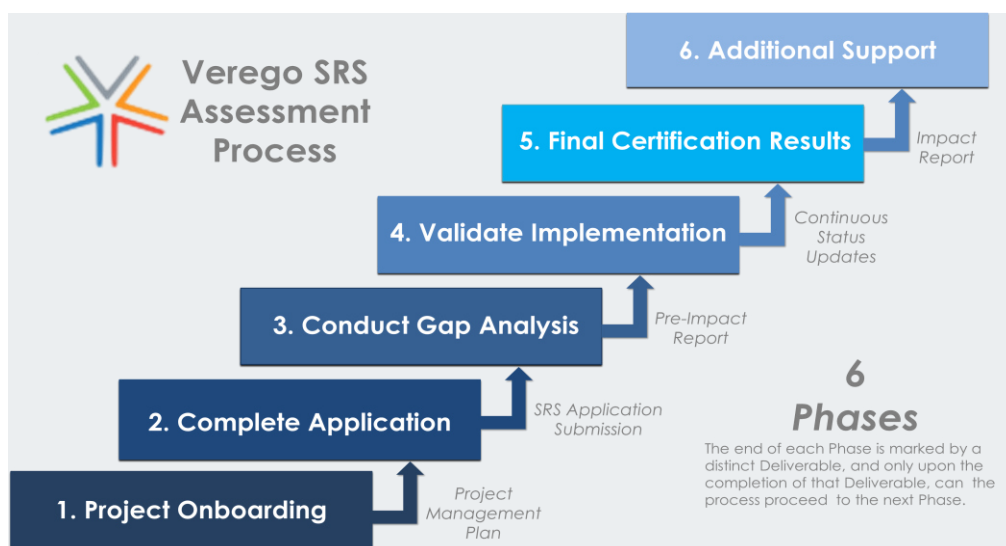 Verego SRS
Assessment
Process
6. Additional Support
5. Final Certification Results
Impact
Report
4. Validate Implementation
Continuous
Status
Updates
3. Conduct Gap Analysis
Pre-Impact
Report
2. Complete Application
SRS Application
Submission
1. Project Onboarding
Project
Management
Plan
6
Phases
The end of each Phase is marked by a
distinct Deliverable, and only upon the
completion of that Deliverable, can the
process proceed to the next Phase.